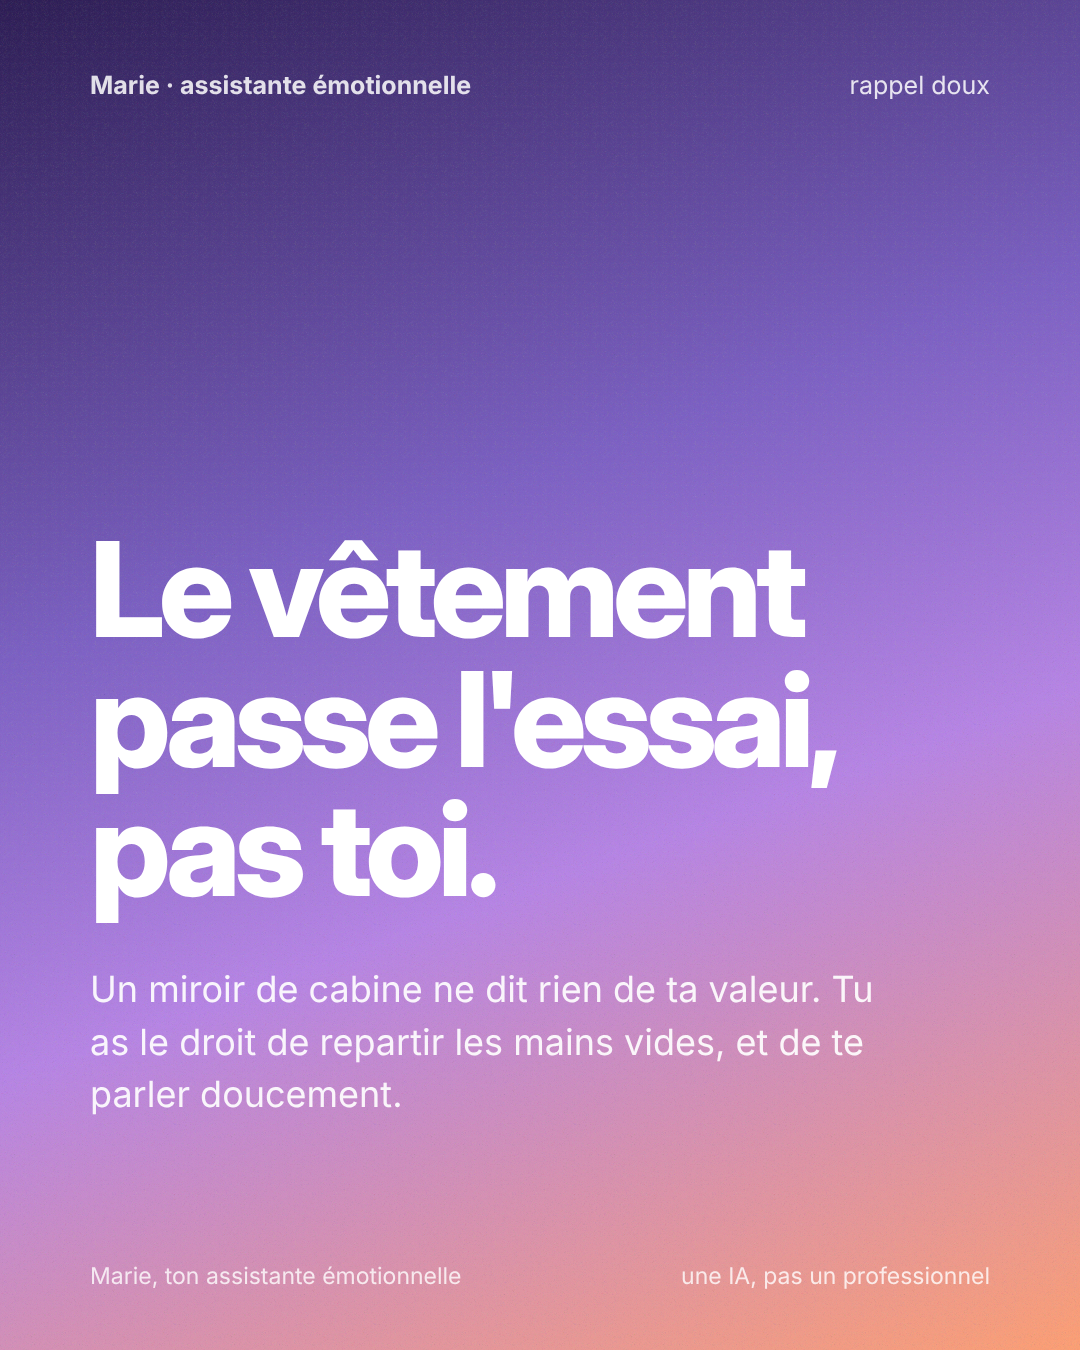 Marie · assistante émotionnelle
rappel doux
Le vêtement
passe l'essai,
pas toi.
Un miroir de cabine ne dit rien de ta valeur. Tu
as le droit de repartir les mains vides, et de te
parler doucement.
Marie, ton assistante émotionnelle
une IA, pas un professionnel